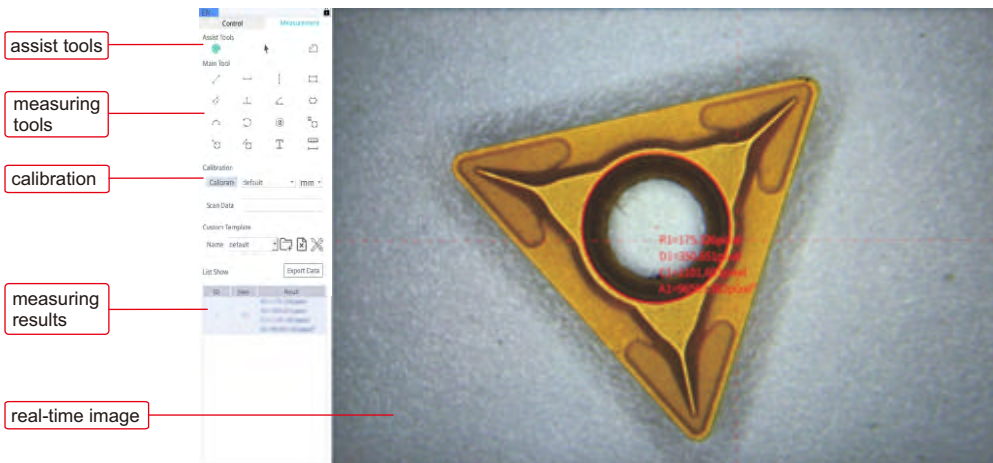 assist tools
measuring
tools
calibration
measuring
results
real-time image
Control
Measurement
Assist Tools
Main Tool
Calibration
default
mm
Scan Data
Custom Template
Name
default
List Show
Export Data
ID
Result